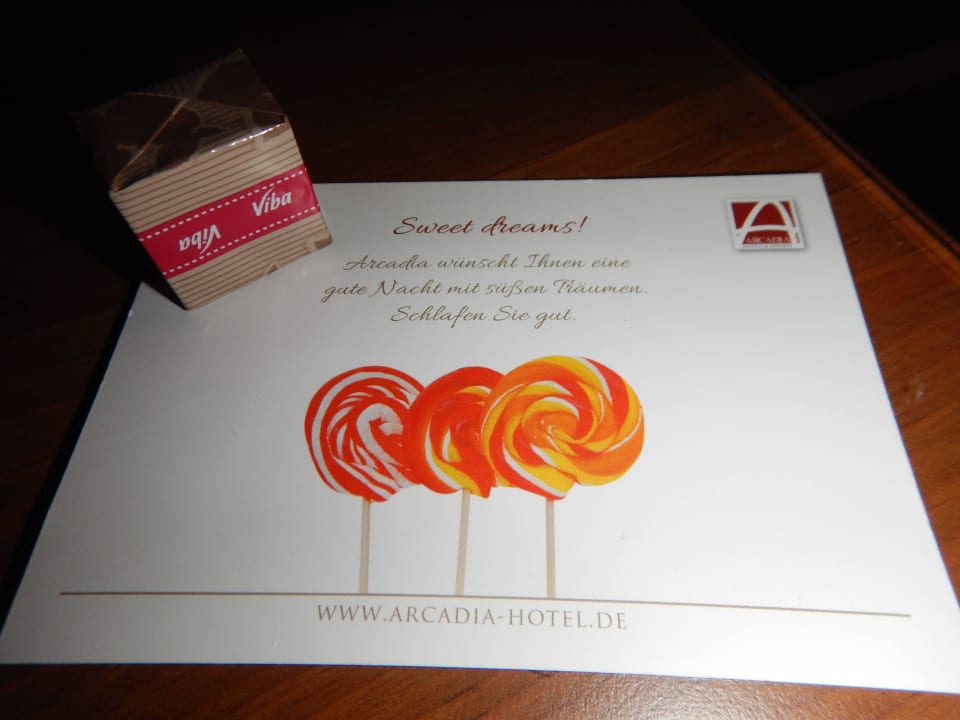 Viba
Viba
Sweet dreams!
ARCADIA
Arcadia wünscht Ihnen eine
gute Nacht mit süßen Träumen.
Schlafen Sie gut.
WWW.ARCADIA-HOTEL.DE